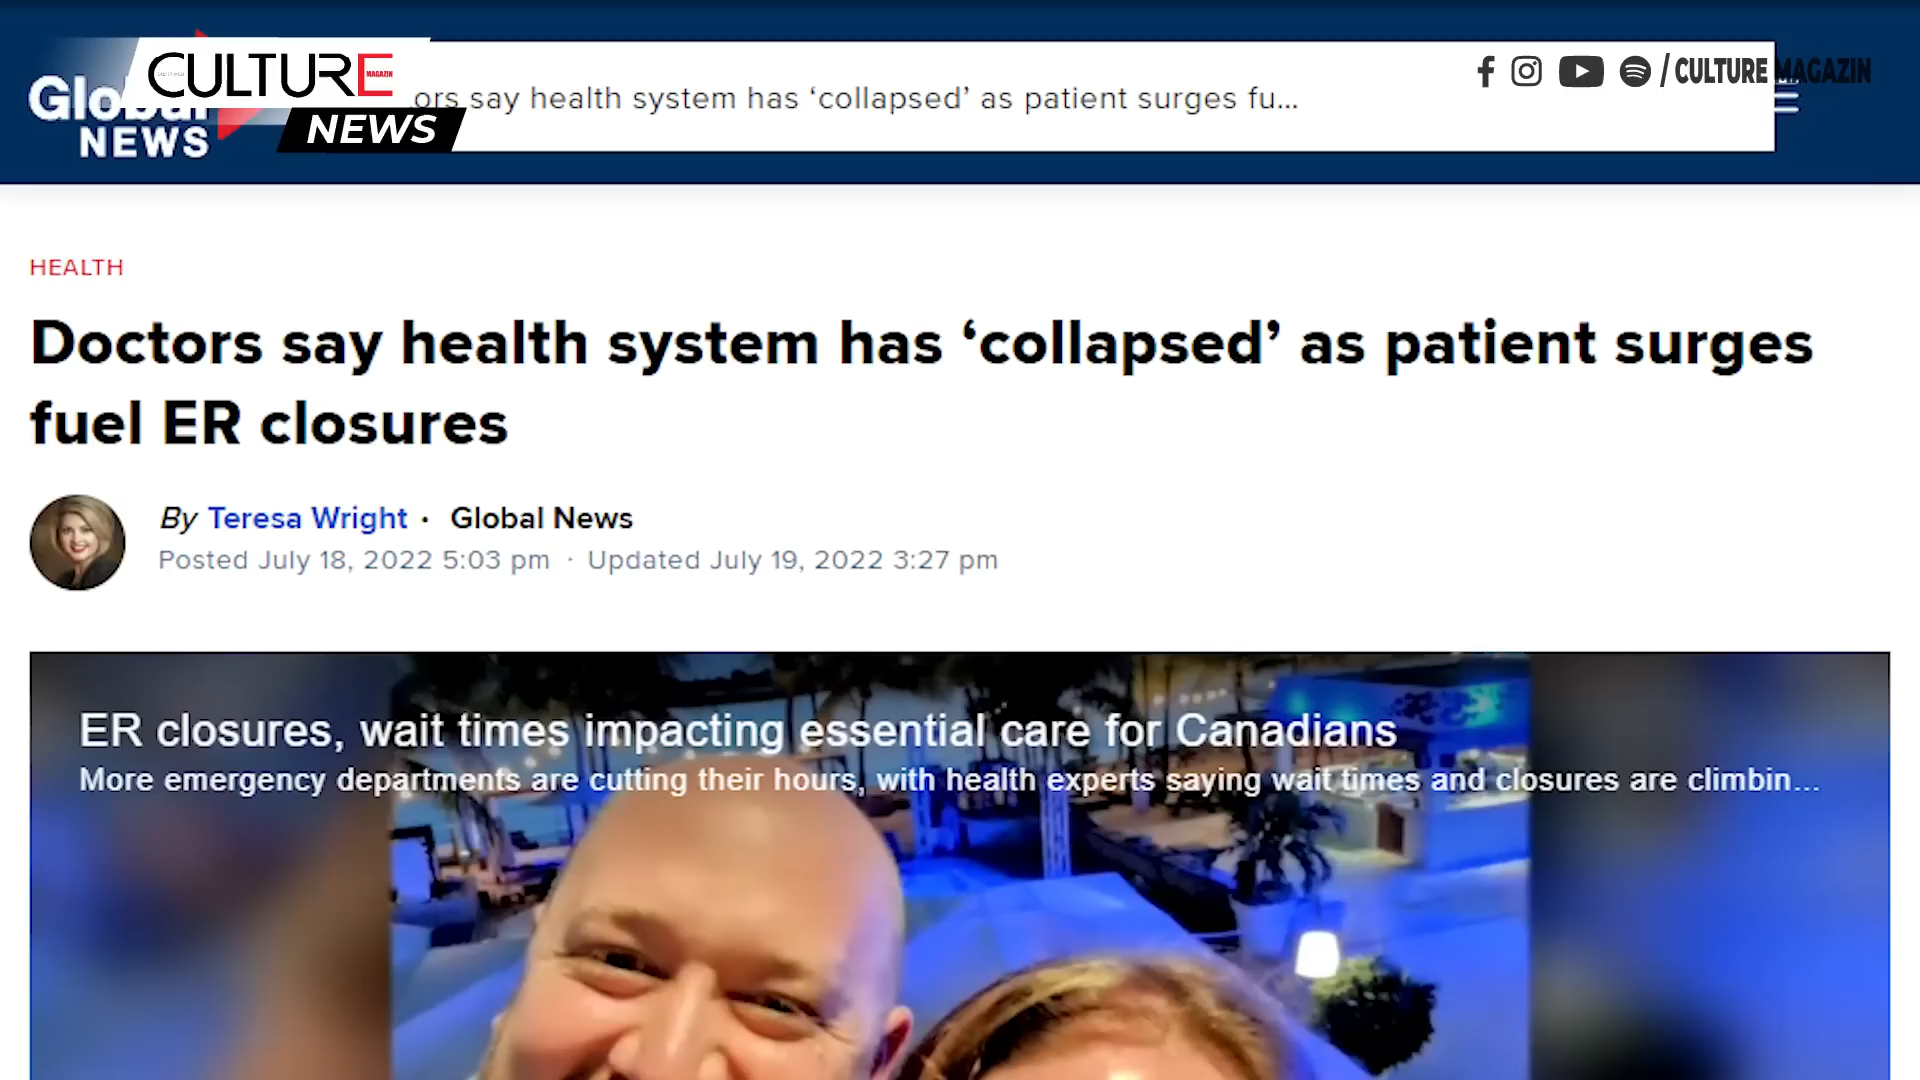 Global
NEWS
CULTURE
MAGAZIN
NEWS
ors say health system has ‘collapsed’ as patient surges fu...
/ CULTURE MAGAZIN
HEALTH
Doctors say health system has ‘collapsed’ as patient surges
fuel ER closures
By Teresa Wright · Global News
Posted July 18, 2022 5:03 pm · Updated July 19, 2022 3:27 pm
ER closures, wait times impacting essential care for Canadians
More emergency departments are cutting their hours, with health experts saying wait times and closures are climbin...